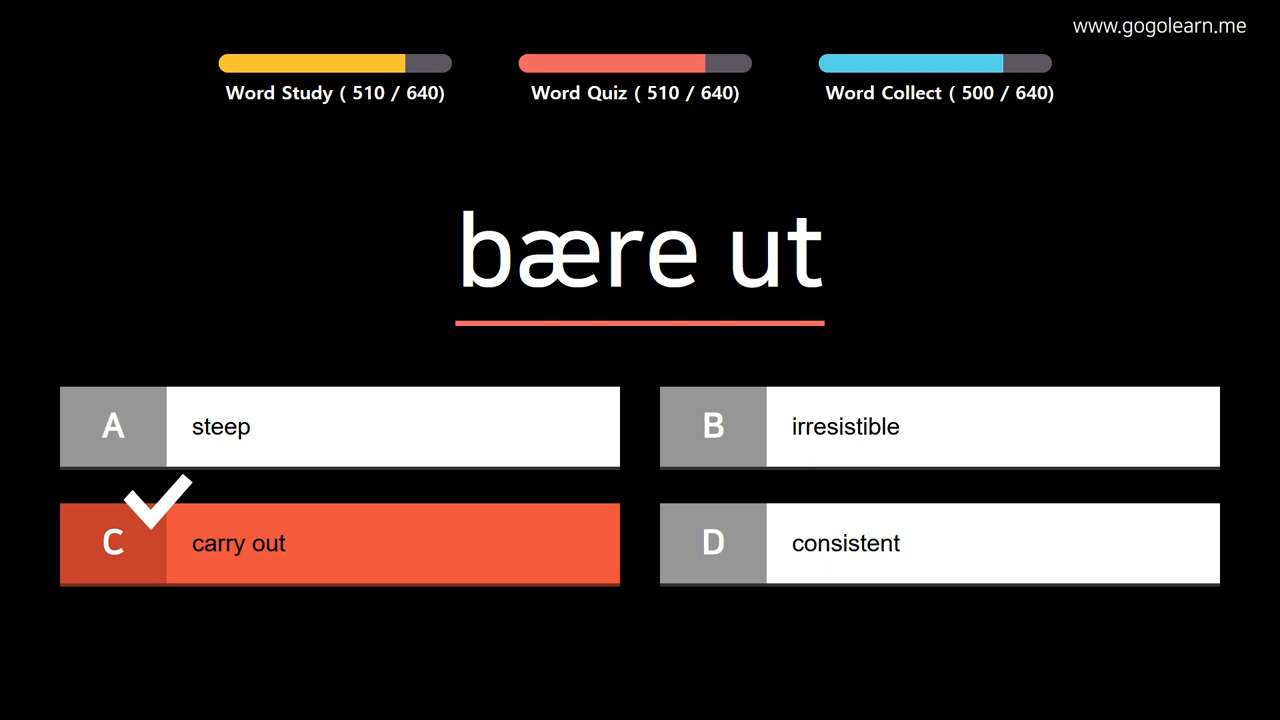 www.gogolearn.me
Word Study ( 510 / 640)
Word Quiz ( 510 / 640)
Word Collect ( 500 / 640)
bære ut
A steep
B irresistible
C carry out
D consistent